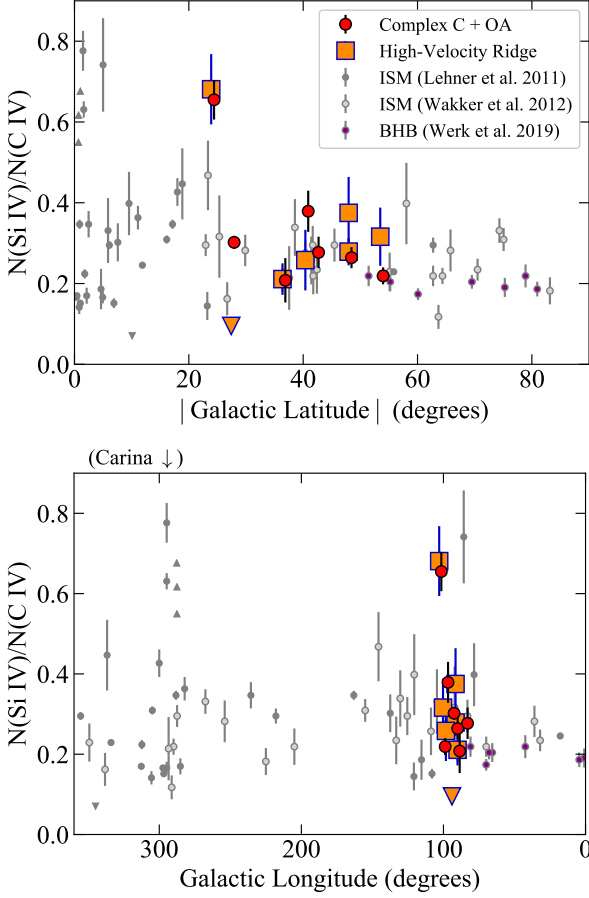 0.8
0.6
0.4
0.2
0.0
N(Si IV)/N(C IV)
Complex C + OA
High-Velocity Ridge
ISM (Lehner et al. 2011)
ISM (Wakker et al. 2012)
BHB (Werk et al. 2019)
0 20 40 60 80
| Galactic Latitude | (degrees)
(Carina ↓)
0.8
0.6
0.4
0.2
0.0
N(Si IV)/N(C IV)
300 200 100 0
Galactic Longitude (degrees)